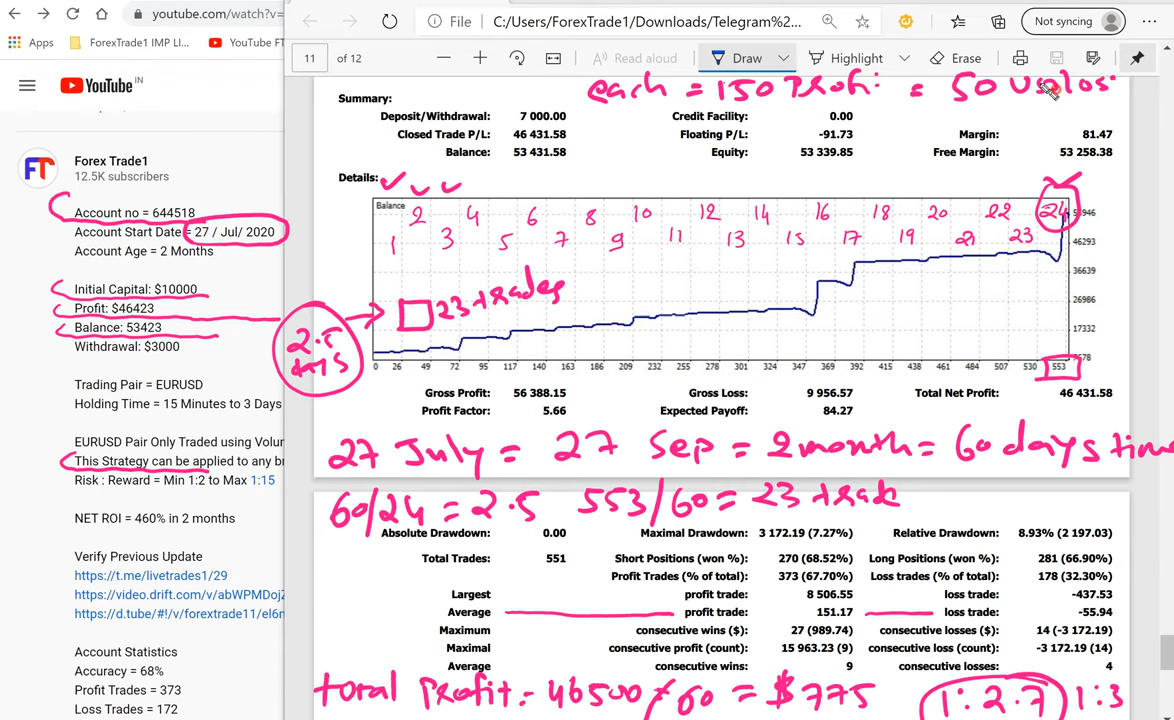 youtube.com/watch?v=
File C:/Users/ForexTrade1/Downloads/Telegram%... Not syncing
Apps ForexTrade1 IMP LI... YouTube
11 of 12 Read aloud Draw Highlight Erase
YouTube IN
each = 150 Profi = 50
Summary:
Deposit/Withdrawal: 7 000.00 Credit Facility: 0.00
Closed Trade P/L: 46 431.58 Floating P/L: -91.73 Margin: 81.47
Balance: 53 431.58 Equity: 53 339.85 Free Margin: 53 258.38
Details:
Forex Trade1
12.5K subscribers
Account no = 644518
Account Start Date = 27 / Jul/ 2020
Account Age = 2 Months
Initial Capital: $10000
Profit: $46423
Balance: 53423
Withdrawal: $3000
Trading Pair = EURUSD
Holding Time = 15 Minutes to 3 Days
EURUSD Pair Only Traded using Volur
This Strategy can be applied to any br
Risk : Reward = Min 1:2 to Max 1:15
NET ROI = 460% in 2 months
Verify Previous Update
https://t.me/livetrades1/29
https://video.drift.com/v/abWPMDojZ
https://d.tube/#!/v/forextrade11/el6n
Account Statistics
Accuracy = 68%
Profit Trades = 373
Loss Trades = 172
Balance
2 4 6 8 10 12 14 16 18 20 22 24
1 3 5 7 9 11 13 15 17 19 21 23
53946
46293
36639
26986
17332
7678
23 trades
2.5 days
0 26 49 72 95 117 140 163 186 209 232 255 278 301 324 347 369 392 415 438 461 484 507 530 553
Gross Profit: 56 388.15 Gross Loss: 9 956.57 Total Net Profit: 46 431.58
Profit Factor: 5.66 Expected Payoff: 84.27
27 July = 27 Sep = 2 month = 60 days time
60/24 = 2.5 553/60 = 23 trade
Absolute Drawdown: 0.00 Maximal Drawdown: 3 172.19 (7.27%) Relative Drawdown: 8.93% (2 197.03)
Total Trades: 551 Short Positions (won %): 270 (68.52%) Long Positions (won %): 281 (66.90%)
Profit Trades (% of total): 373 (67.70%) Loss trades (% of total): 178 (32.30%)
Largest profit trade: 8 506.55 loss trade: -437.53
Average profit trade: 151.17 loss trade: -55.94
Maximum consecutive wins ($): 27 (989.74) consecutive losses ($): 14 (-3 172.19)
Maximal consecutive profit (count): 15 963.23 (9) consecutive loss (count): -3 172.19 (14)
Average consecutive wins: 9 consecutive losses: 4
total Profit = 46500/60 = $775 1:2.7 1:3